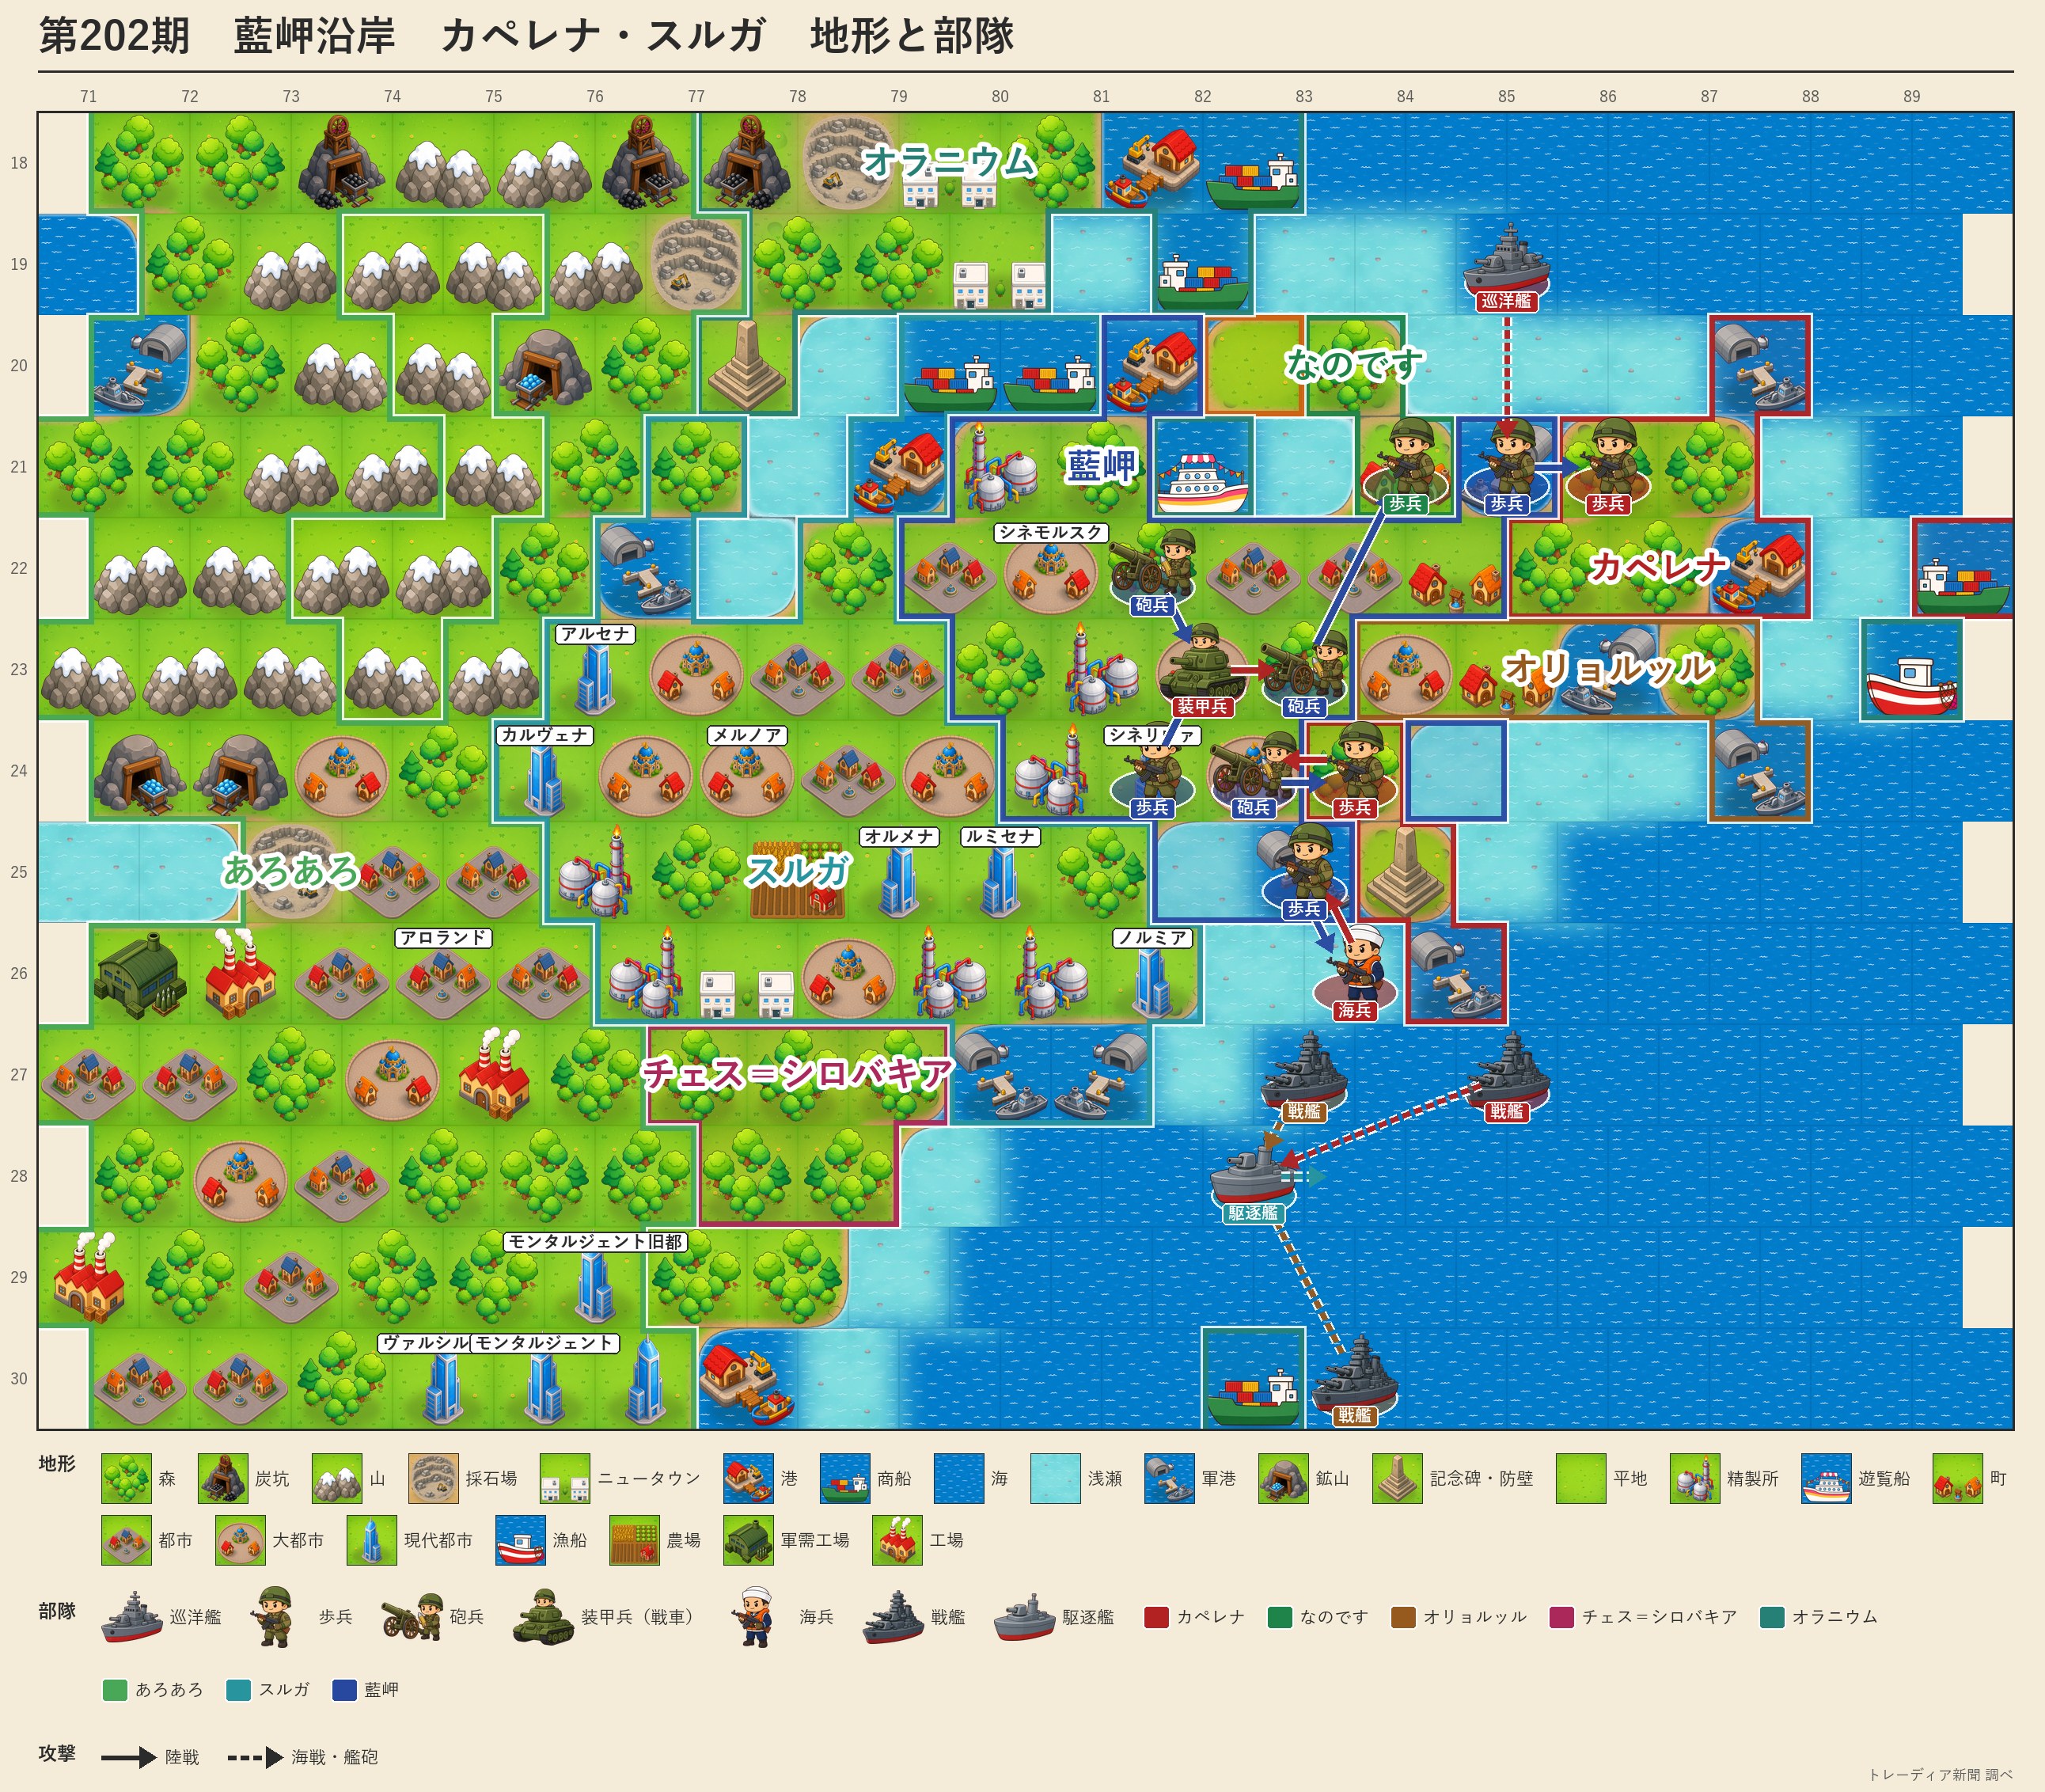 第202期　藍岬沿岸　カペレナ・スルガ　地形と部隊
71 72 73 74 75 76 77 78 79 80 81 82 83 84 85 86 87 88 89
18
オラニウム
19
巡洋艦
20
なのです
21
藍岬
歩兵 歩兵 歩兵
22
シネモルスク
カペレナ
砲兵
23
アルセナ
オリョルッル
装甲兵 砲兵
24
カルヴェナ メルノア
歩兵 砲兵 歩兵
25
オルメナ ルミセナ
あろあろ スルガ
歩兵
26
アロランド ノルミア
海兵
27
チェス＝シロバキア
戦艦 戦艦
28
駆逐艦
29
モンタルジェント旧都
30
モンタルジェント
戦艦
地形 森 炭坑 山 採石場 ニュータウン 港 商船 海 浅瀬 軍港 鉱山 記念碑・防壁 平地 精製所 遊覧船 町
都市 大都市 現代都市 漁船 農場 軍需工場 工場
部隊 巡洋艦 歩兵 砲兵 装甲兵（戦車） 海兵 戦艦 駆逐艦 カペレナ なのです オリョルッル チェス＝シロバキア オラニウム
あろあろ スルガ 藍岬
攻撃 陸戦 海戦・艦砲
トレーディア新聞 調べ